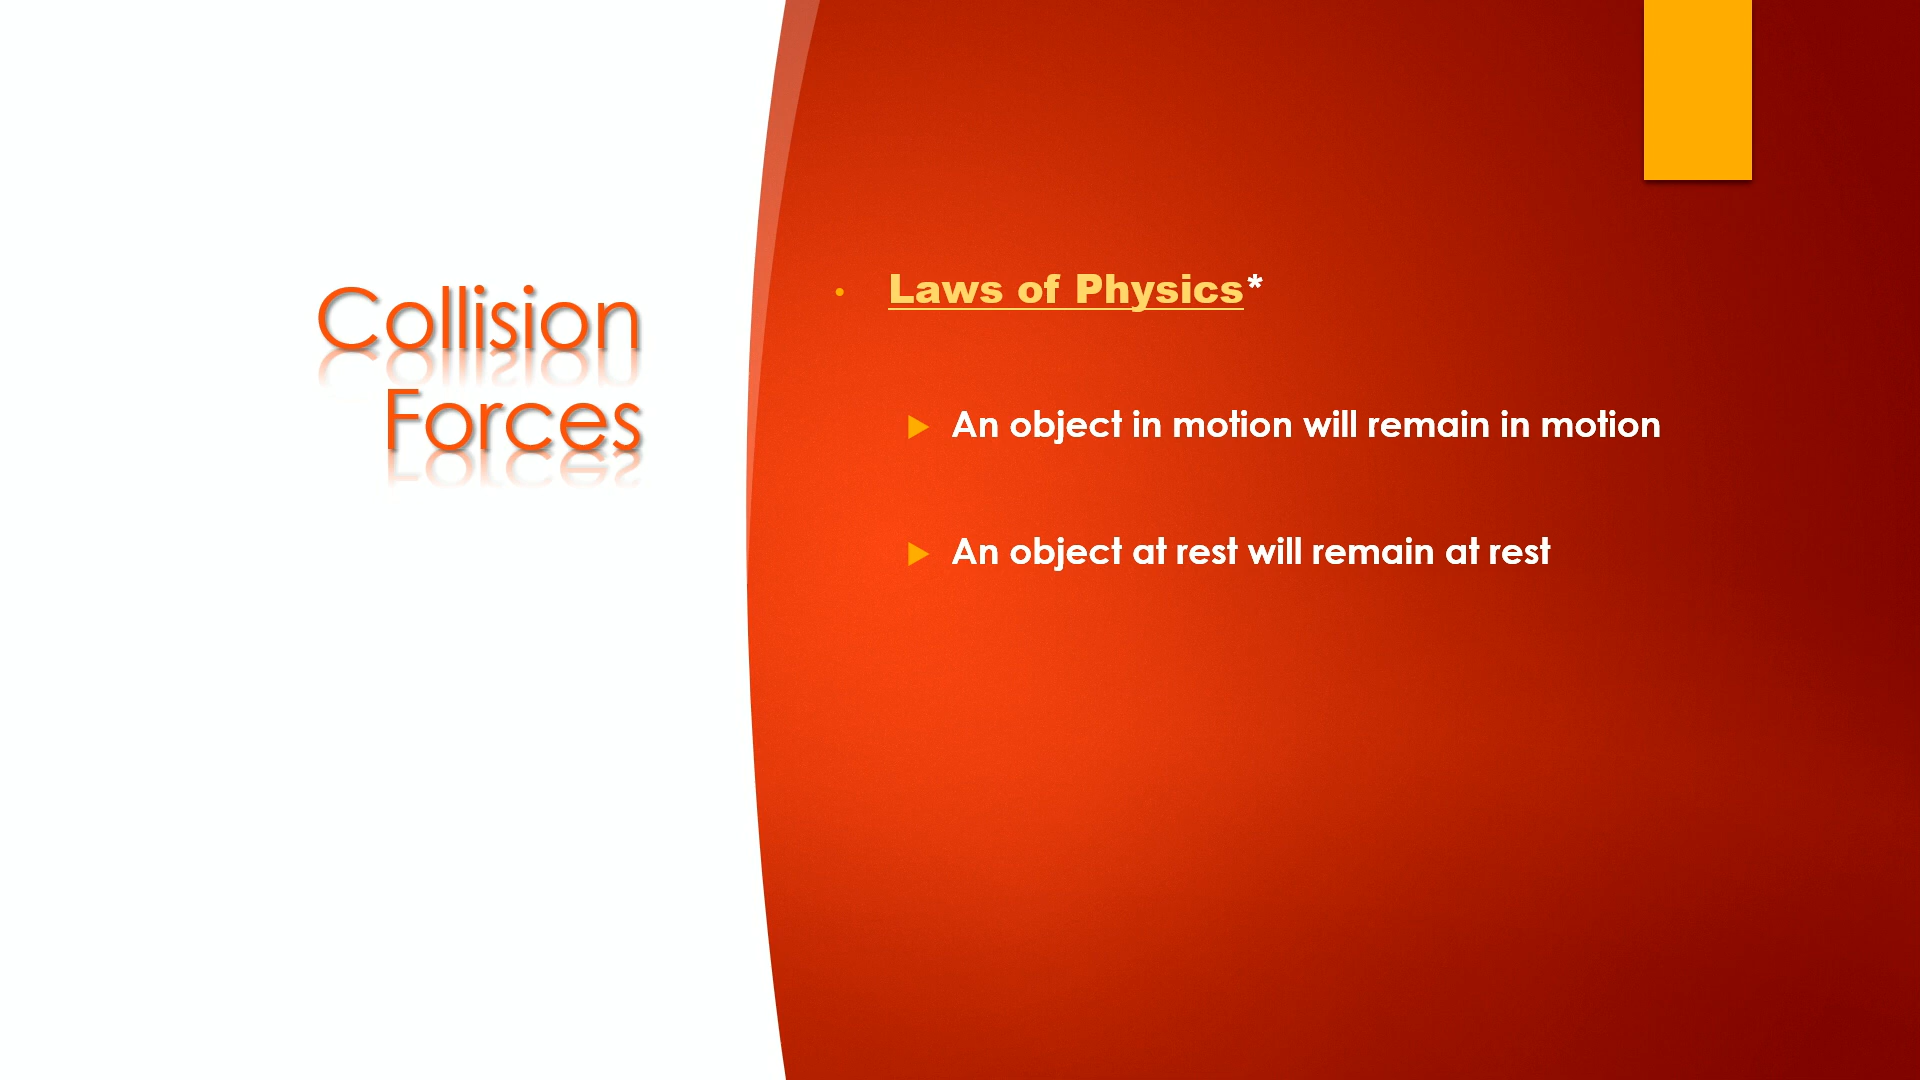 Collision
Forces
• Laws of Physics*
▶ An object in motion will remain in motion
▶ An object at rest will remain at rest